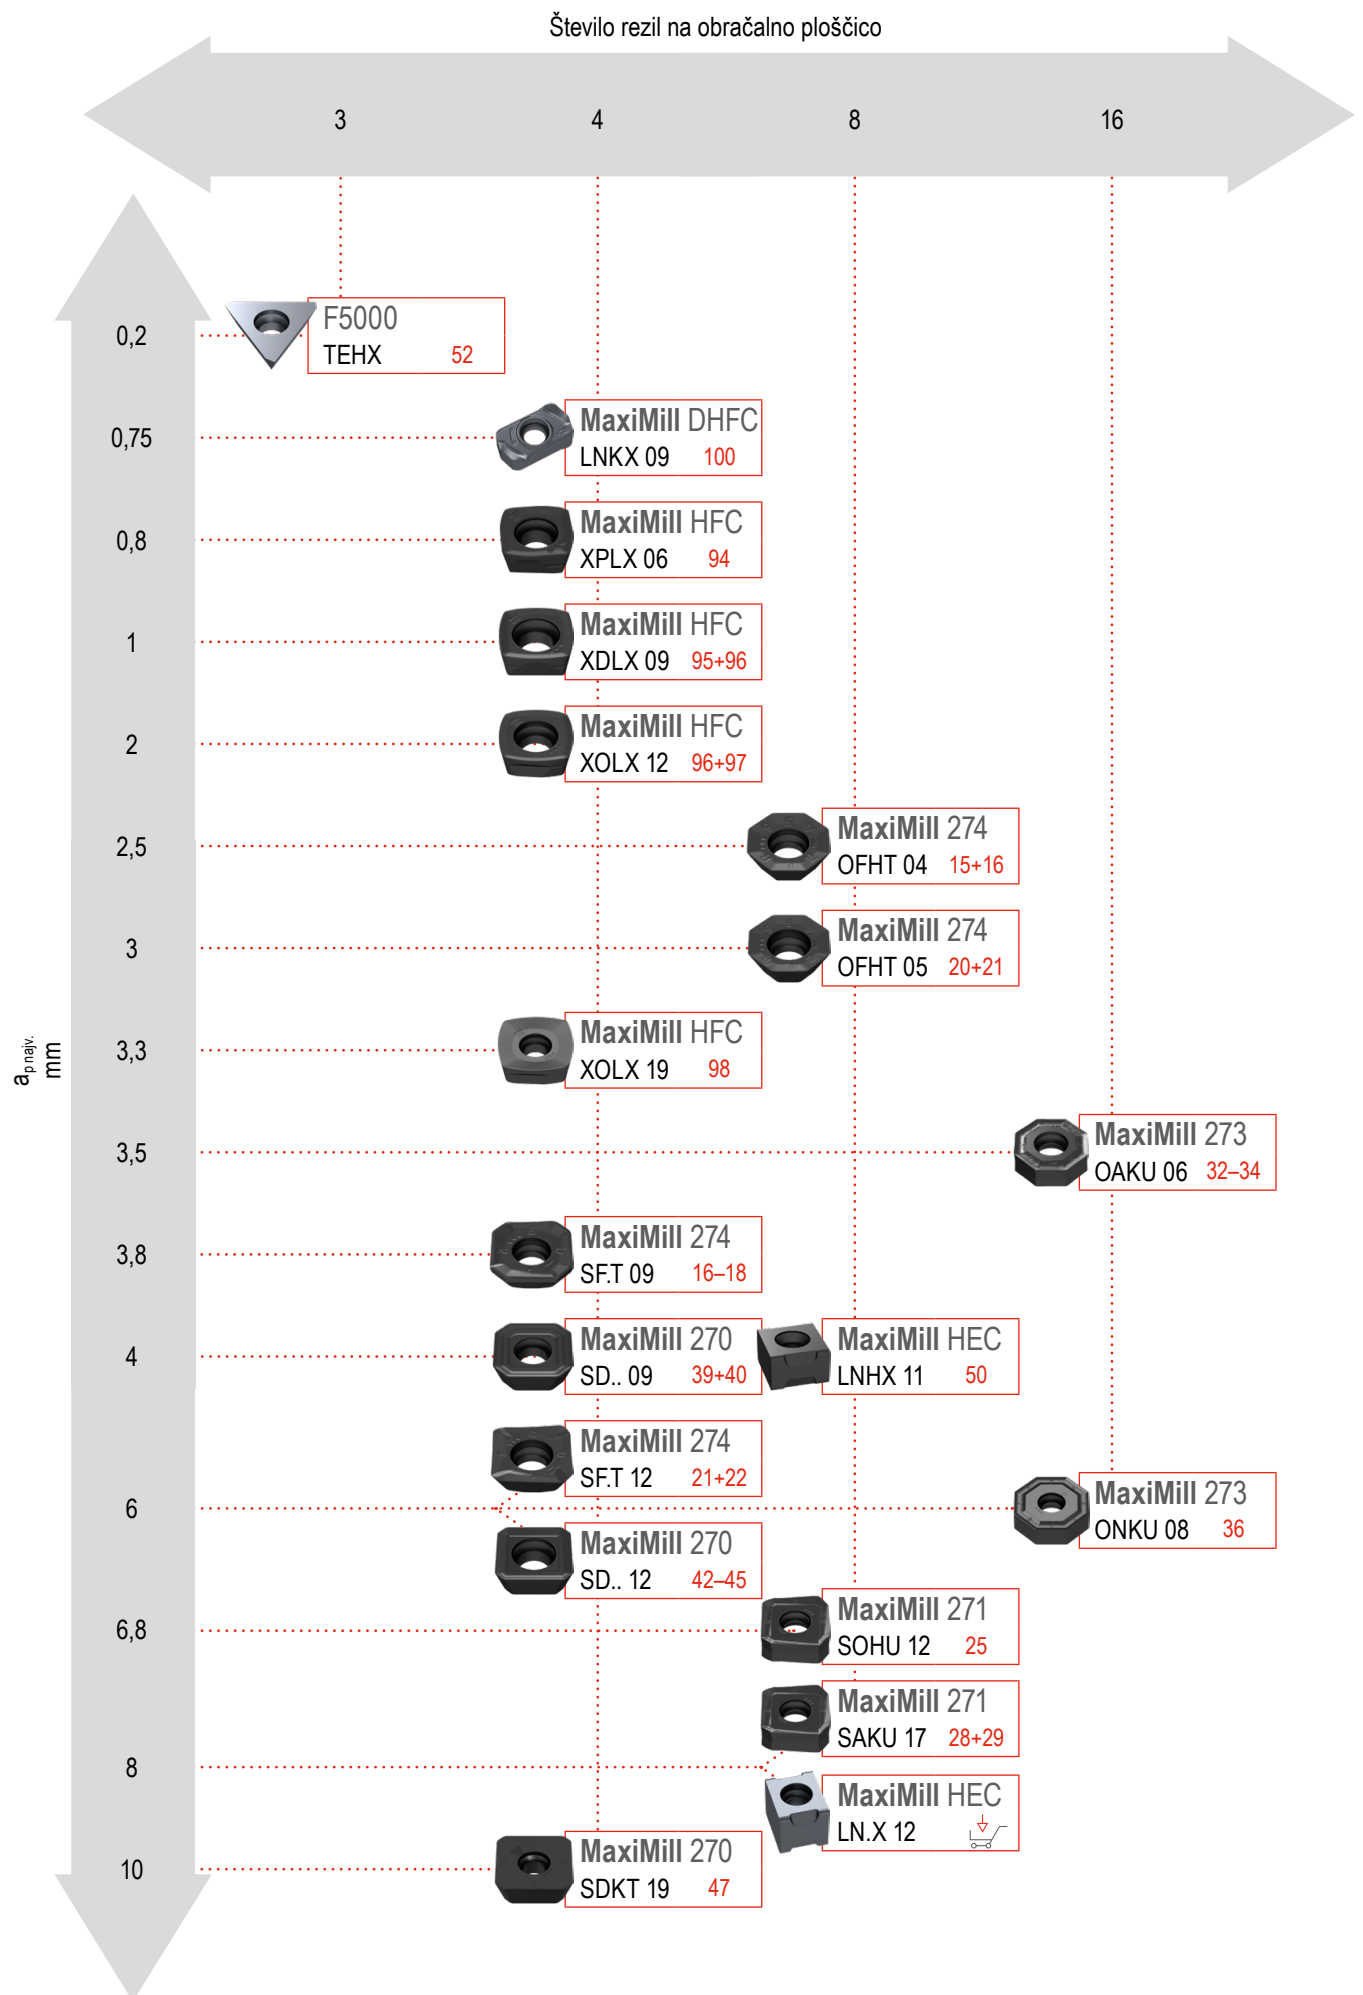 Število rezil na obračalno ploščico
3 4 8 16
0,2
F5000
TEHX 52
0,75
MaxiMill DHFC
LNKX 09 100
0,8
MaxiMill HFC
XPLX 06 94
1
MaxiMill HFC
XDLX 09 95+96
2
MaxiMill HFC
XOLX 12 96+97
2,5
MaxiMill 274
OFHT 04 15+16
3
MaxiMill 274
OFHT 05 20+21
ap najv.
mm
3,3
MaxiMill HFC
XOLX 19 98
3,5
MaxiMill 273
OAKU 06 32–34
3,8
MaxiMill 274
SF.T 09 16–18
4
MaxiMill 270
SD.. 09 39+40
MaxiMill HEC
LNHX 11 50
MaxiMill 274
SF.T 12 21+22
6
MaxiMill 273
ONKU 08 36
MaxiMill 270
SD.. 12 42–45
6,8
MaxiMill 271
SOHU 12 25
MaxiMill 271
SAKU 17 28+29
8
MaxiMill HEC
LN.X 12
10
MaxiMill 270
SDKT 19 47